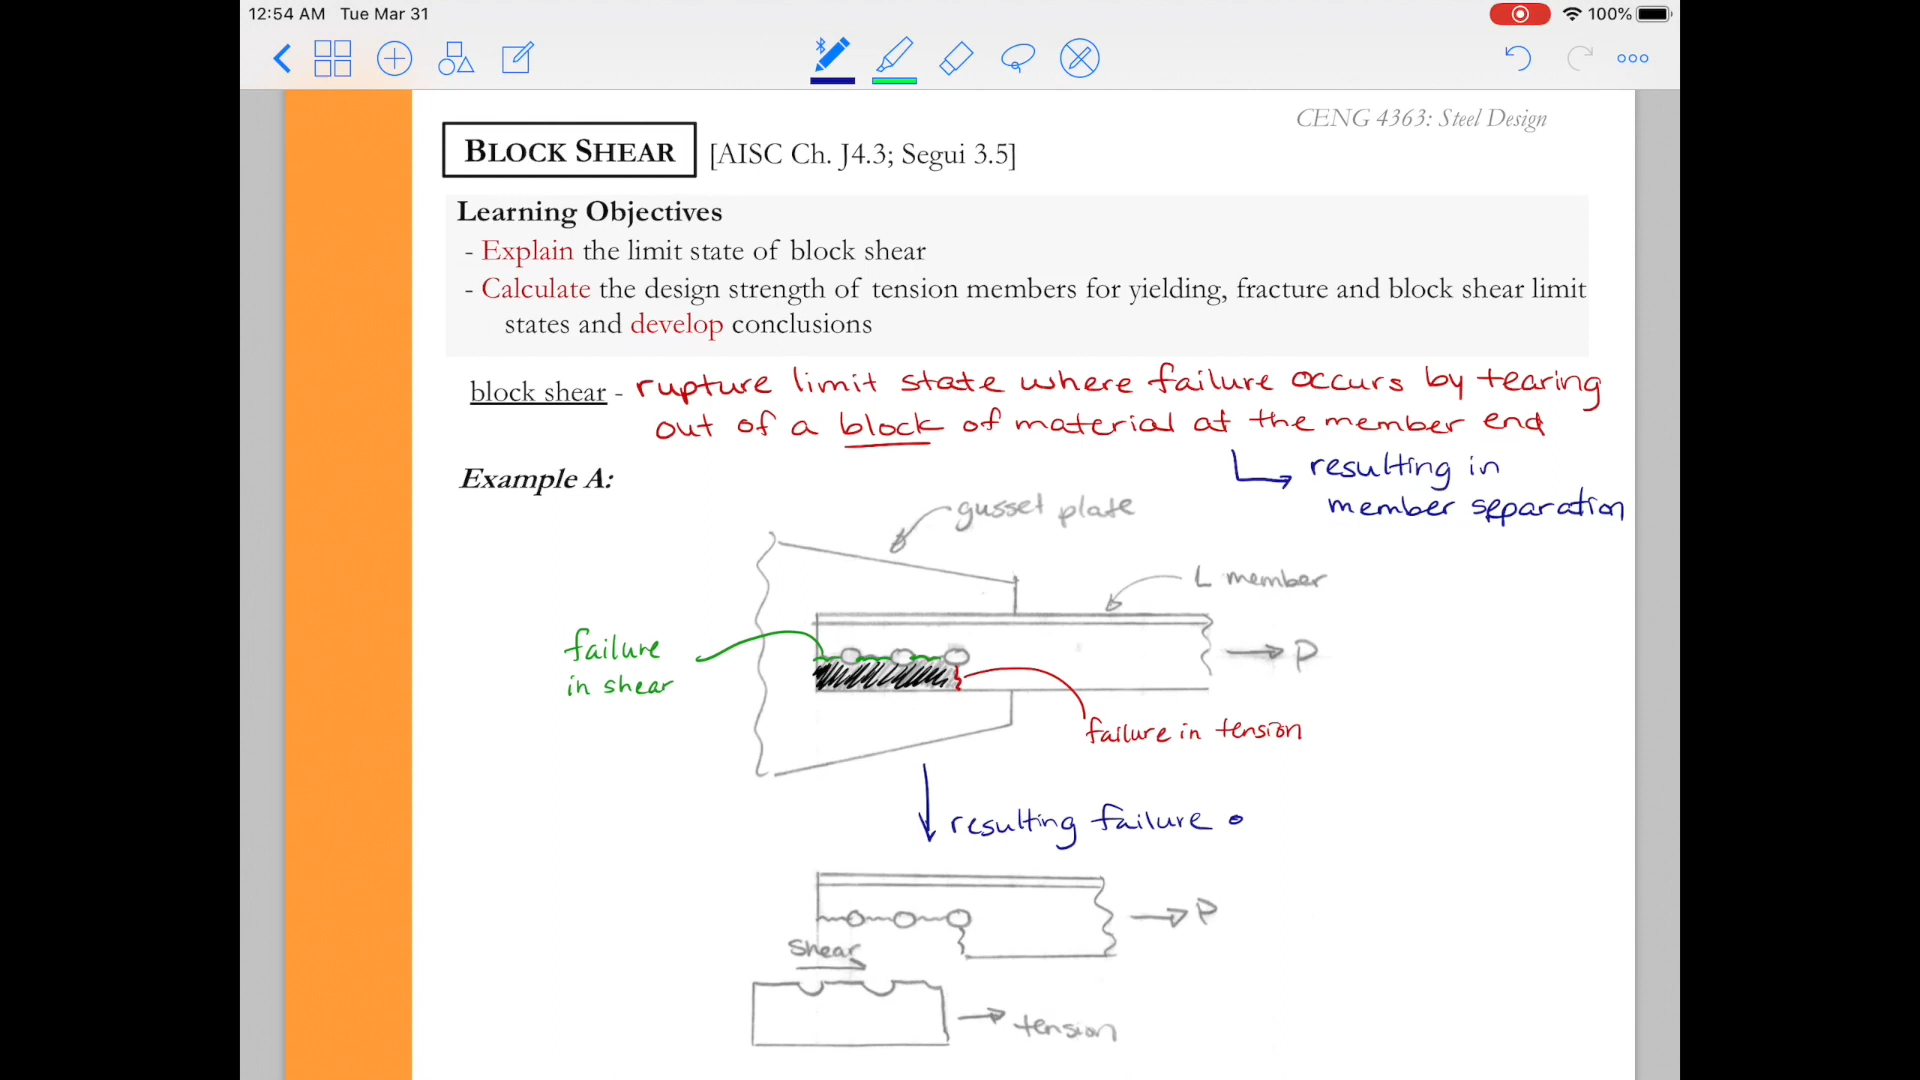 12:54 AM Tue Mar 31
100%
CENG 4363: Steel Design
BLOCK SHEAR [AISC Ch. J4.3; Segui 3.5]
Learning Objectives
- Explain the limit state of block shear
- Calculate the design strength of tension members for yielding, fracture and block shear limit
states and develop conclusions
block shear - rupture limit state where failure occurs by tearing
out of a block of material at the member end
resulting in
member separation
Example A:
gusset plate
L member
P
failure
in shear
failure in tension
resulting failure
P
Shear
tension